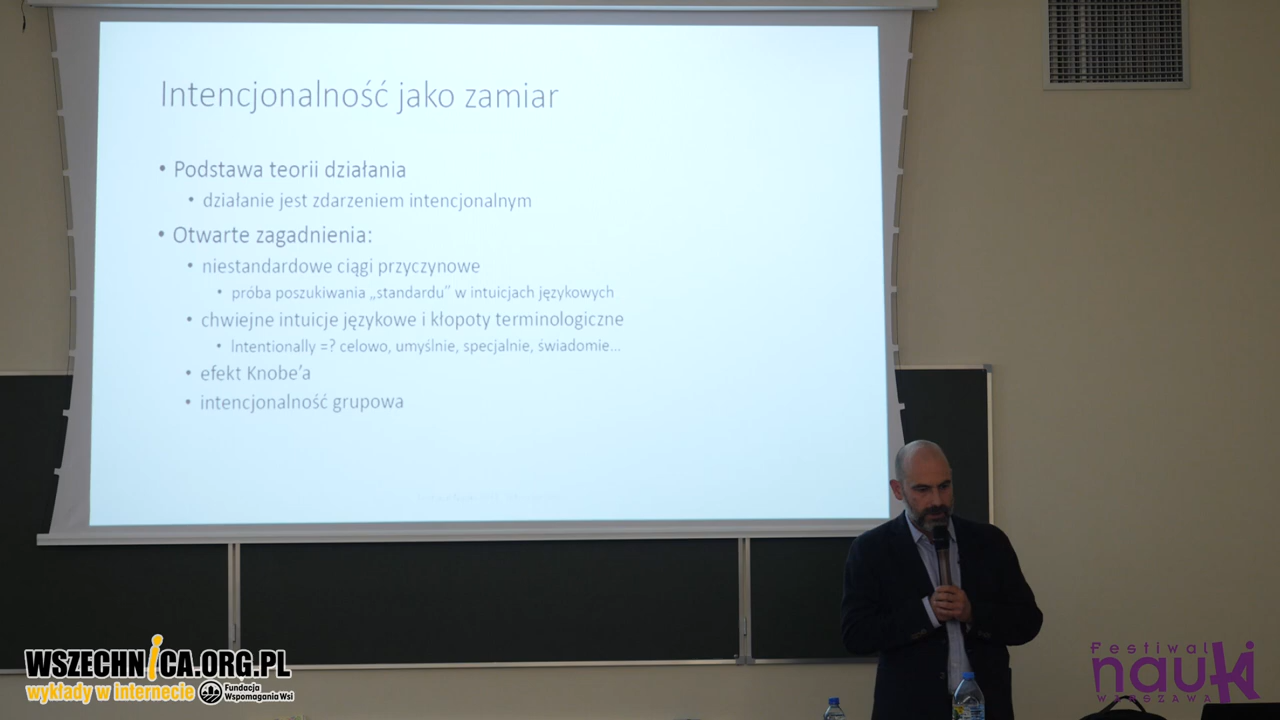 Intencjonalność jako zamiar
• Podstawa teorii działania
• działanie jest zdarzeniem intencjonalnym
• Otwarte zagadnienia:
• niestandardowe ciągi przyczynowe
• próba poszukiwania „standardu” w intuicjach językowych
• chwiejne intuicje językowe i kłopoty terminologiczne
• Intentionally =? celowo, umyślnie, specjalnie, świadomie...
• efekt Knobe’a
• intencjonalność grupowa
WSZECHNICA.ORG.PL
wykłady w internecie
Fundacja
Wspomagania Wsi
Festiwal
nauki
WARSZAWA